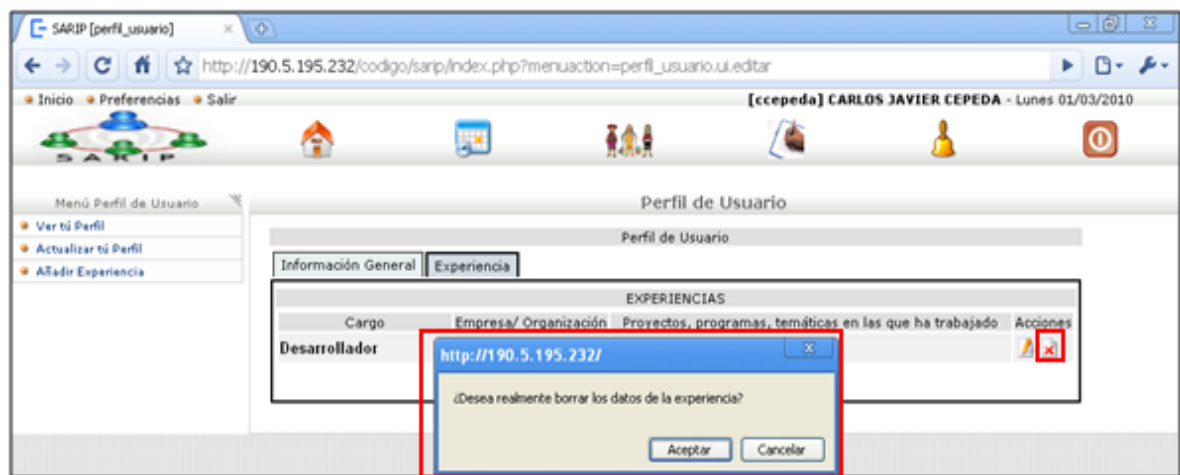 SARIP [perfil_usuario]
http://190.5.195.232/codigo/sarip/index.php?menuaction=perfil_usuario.ui.editar
Inicio Preferencias Salir
[ccepeda] CARLOS JAVIER CEPEDA - Lunes 01/03/2010
SARIP
Menú Perfil de Usuario
Perfil de Usuario
Ver tú Perfil
Actualizar tú Perfil
Añadir Experiencia
Perfil de Usuario
Información General Experiencia
EXPERIENCIAS
Cargo Empresa/ Organización Proyectos, programas, temáticas en las que ha trabajado Acciones
Desarrollador
http://190.5.195.232/
¿Desea realmente borrar los datos de la experiencia?
Aceptar Cancelar